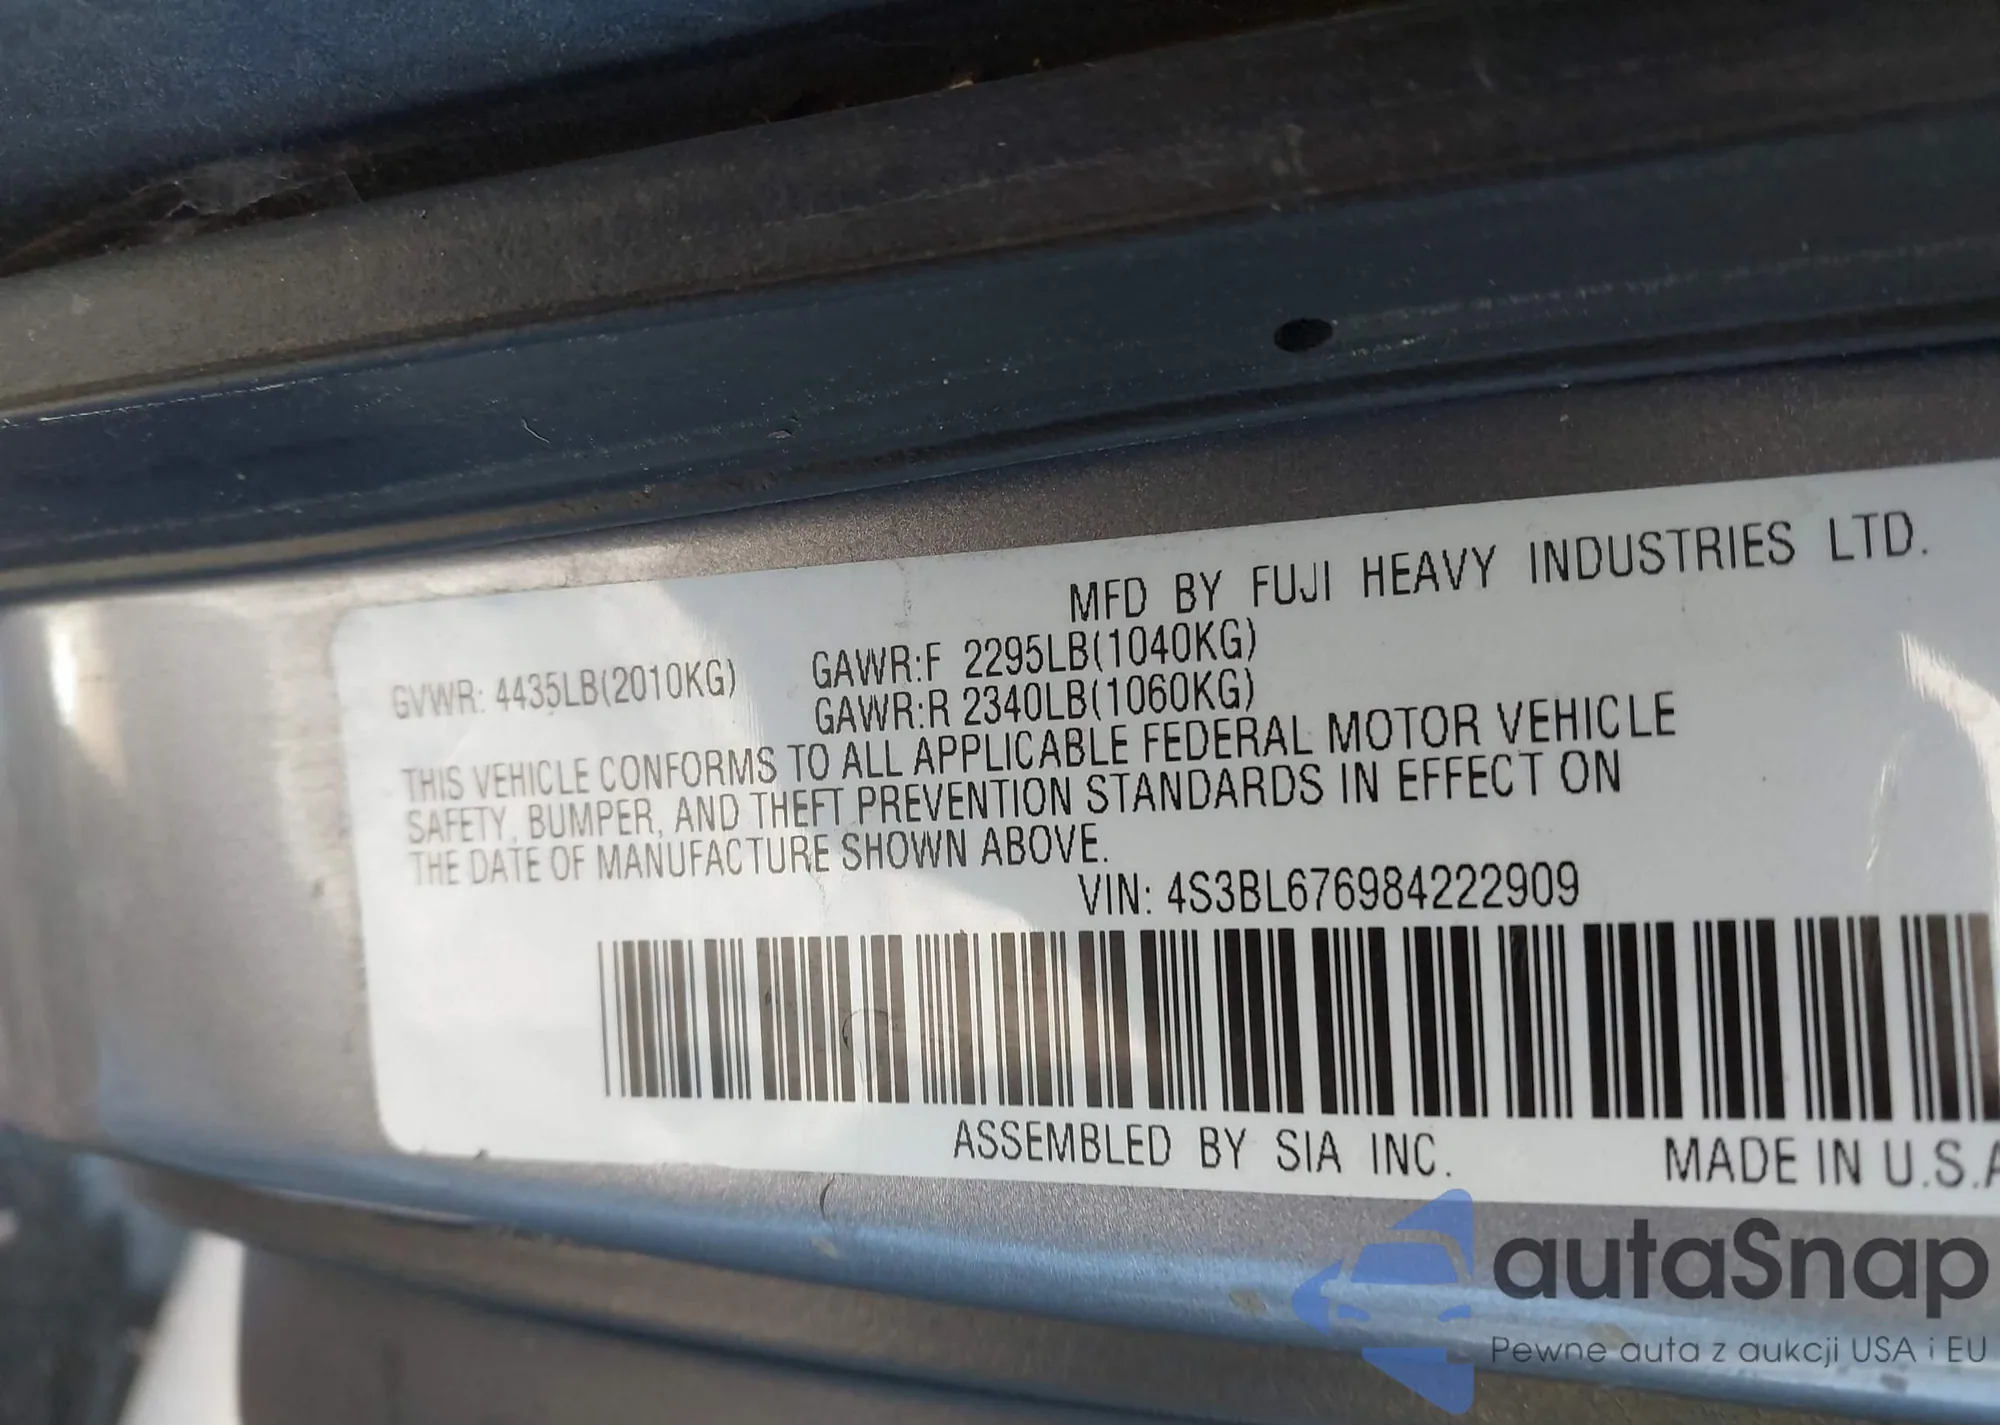 MFD BY FUJI HEAVY INDUSTRIES LTD.
GVWR: 4435LB(2010KG) GAWR:F 2295LB(1040KG)
GAWR:R 2340LB(1060KG)
THIS VEHICLE CONFORMS TO ALL APPLICABLE FEDERAL MOTOR VEHICLE
SAFETY, BUMPER, AND THEFT PREVENTION STANDARDS IN EFFECT ON
THE DATE OF MANUFACTURE SHOWN ABOVE.
VIN: 4S3BL676984222909
ASSEMBLED BY SIA INC. MADE IN U.S.A
autaSnap
Pewne auta z aukcji USA i EU